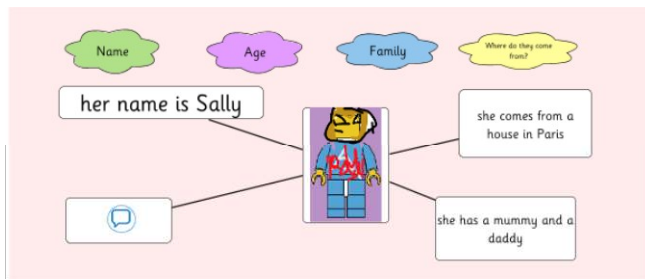 Name
Age
Family
Where do they come
from?
her name is Sally
she comes from a
house in Paris
she has a mummy and a
daddy